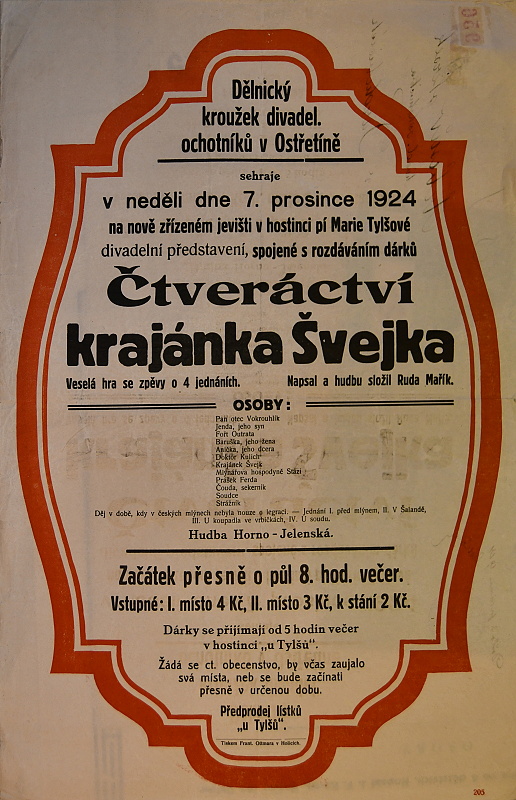 Dělnický
kroužek divadel.
ochotníků v Ostřetíně
sehraje
v neděli dne 7. prosince 1924
na nově zřízeném jevišti v hostinci pí Marie Tylšové
divadelní představení, spojené s rozdáváním dárků
Čtveráctví
krajánka Švejka
Veselá hra se zpěvy o 4 jednáních. Napsal a hudbu složil Ruda Mařík.
OSOBY:
Pan otec Vokrouhlík
Jenda, jeho syn
Fořt Outrata
Baruška, jeho žena
Anička, jeho dcera
Doktor Kulich
Krajánek Švejk
Mlynářova hospodyně Stázi
Prášek Ferda
Čouda, sekerník
Soudce
Strážník
Děj v době, kdy v českých mlýnech nebyla nouze o legraci. — Jednání I. před mlýnem, II. V Šalandě,
III. U koupadla ve vrbičkách, IV. U soudu.
Hudba Horno-Jelenská.
Začátek přesně o půl 8. hod. večer.
Vstupné: I. místo 4 Kč, II. místo 3 Kč, k stání 2 Kč.
Dárky se přijímají od 5 hodin večer
v hostinci „u Tylšů“.
Žádá se ct. obecenstvo, by včas zaujalo
svá místa, neb se bude začínati
přesně v určenou dobu.
Předprodej lístků
„u Tylšů“.
Tiskem Frant. Ottmara v Holicích.
205